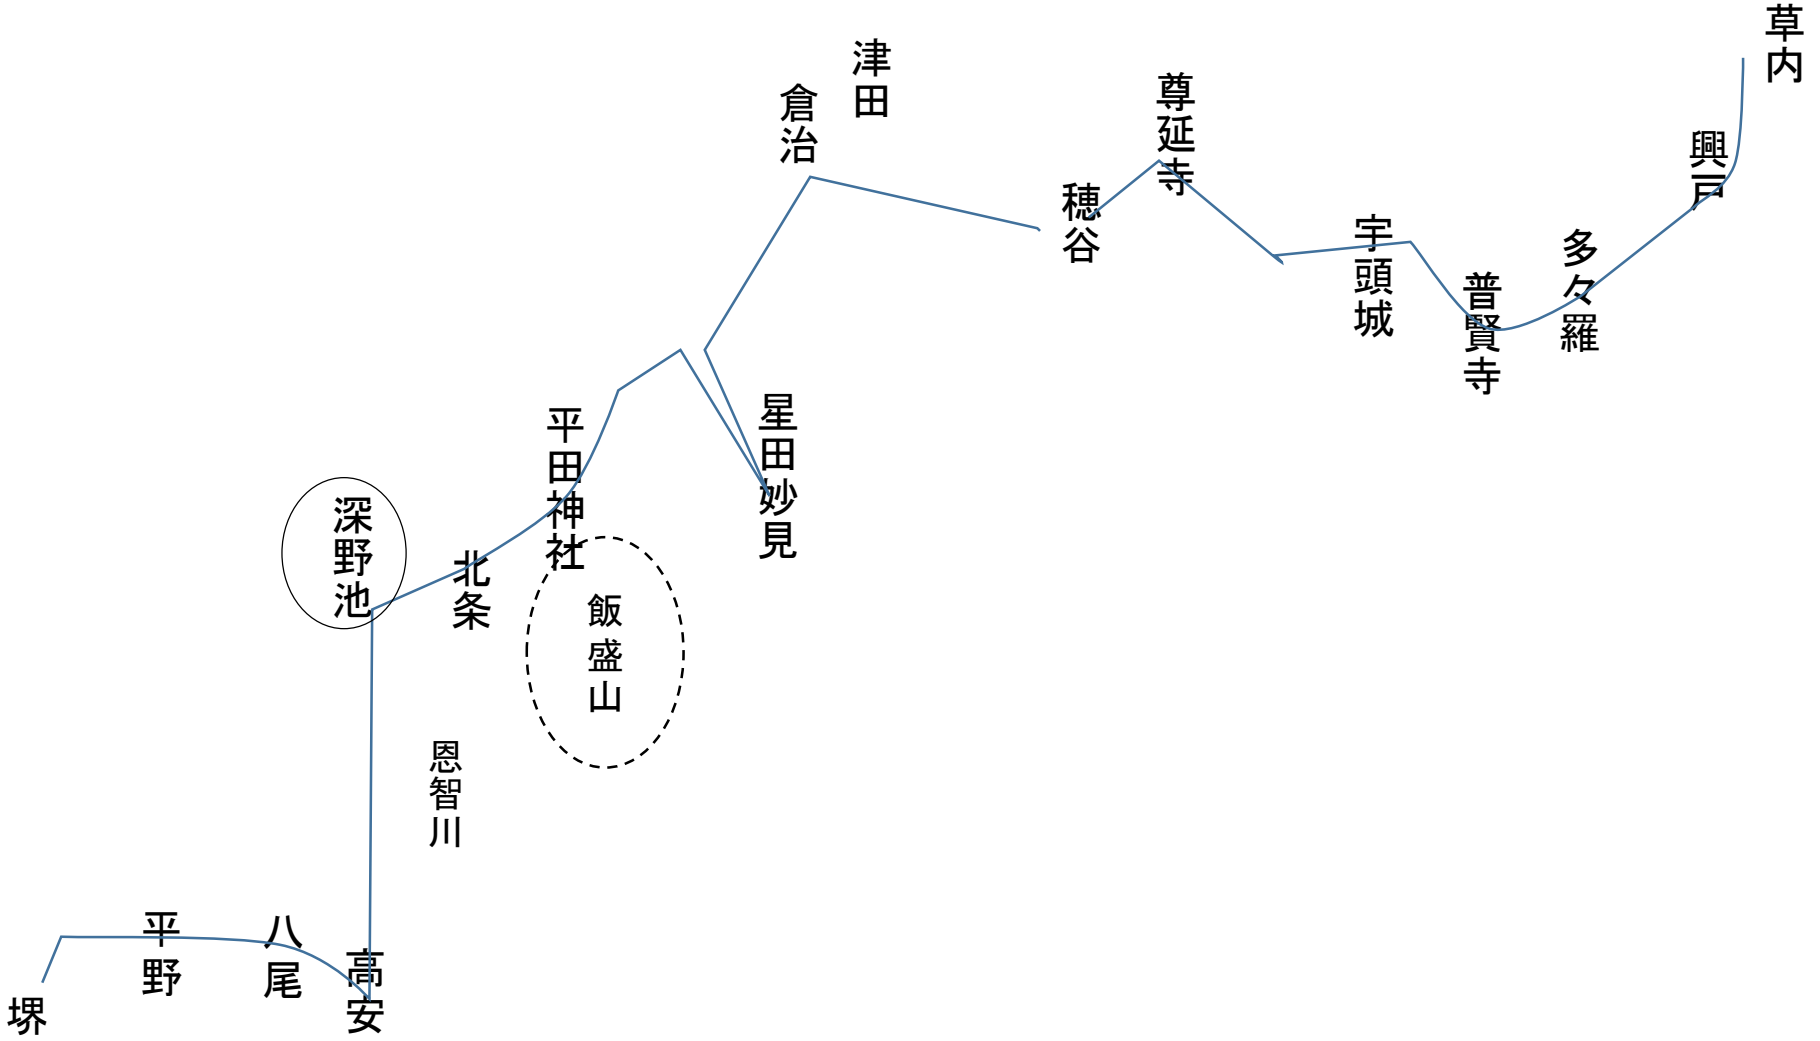 草内
興戸
多々羅
普賢寺
宇頭城
尊延寺
穂谷
津田
倉治
星田妙見
平田神社
飯盛山
北条
深野池
恩智川
高安
八尾
平野
堺